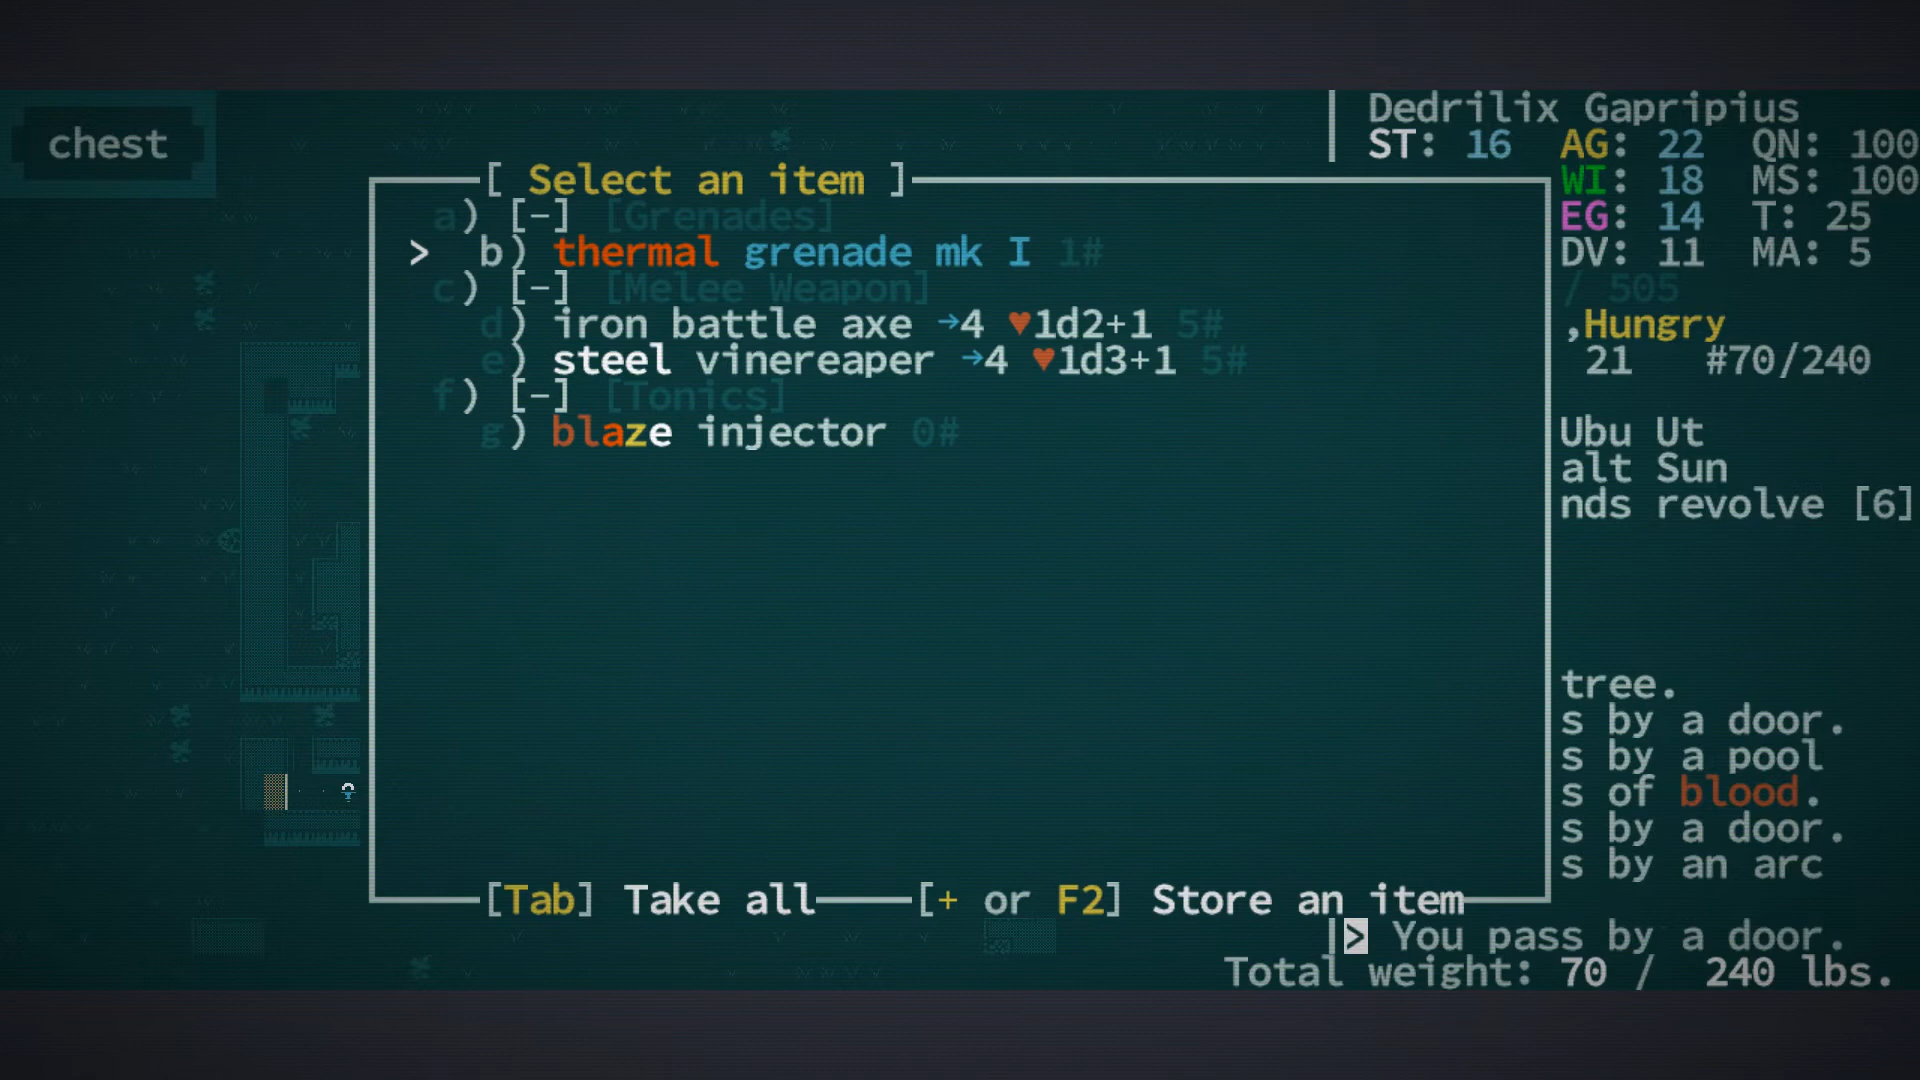 chest
Dedrilix Gapripius
ST: 16 AG: 22 QN: 100
WI: 18 MS: 100
EG: 14 T: 25
DV: 11 MA: 5
/ 505
,Hungry
21 #70/240
Ubu Ut
alt Sun
nds revolve [6]
[ Select an item ]
a) [-] [Grenades]
> b) thermal grenade mk I 1#
c) [-] [Melee Weapon]
d) iron battle axe →4 ♥1d2+1 5#
e) steel vinereaper →4 ♥1d3+1 5#
f) [-] [Tonics]
g) blaze injector 0#
[Tab] Take all [+ or F2] Store an item
tree.
s by a door.
s by a pool
s of blood.
s by a door.
s by an arc
> You pass by a door.
Total weight: 70 / 240 lbs.